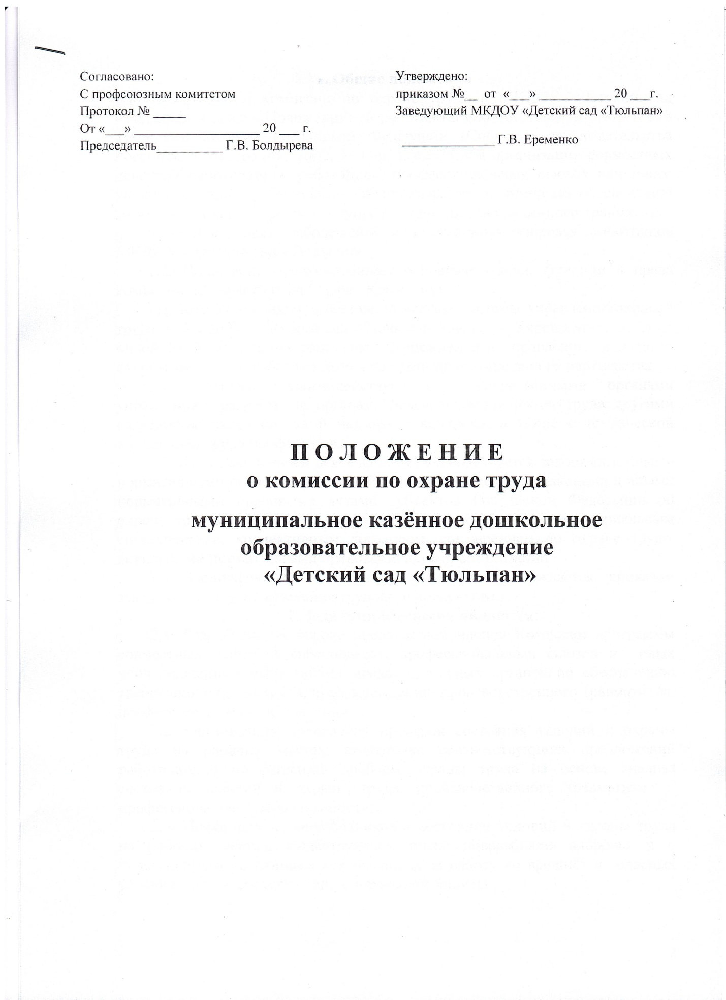 Согласовано:
С профсоюзным комитетом
Протокол № _____
От «___» ___________________ 20 ___ г.
Председатель__________ Г.В. Болдырева
Утверждено:
приказом №__ от «___» ___________ 20 ___г.
Заведующий МКДОУ «Детский сад «Тюльпан»
______________ Г.В. Еременко
П О Л О Ж Е Н И Е
о комиссии по охране труда
муниципальное казённое дошкольное
образовательное учреждение
«Детский сад «Тюльпан»